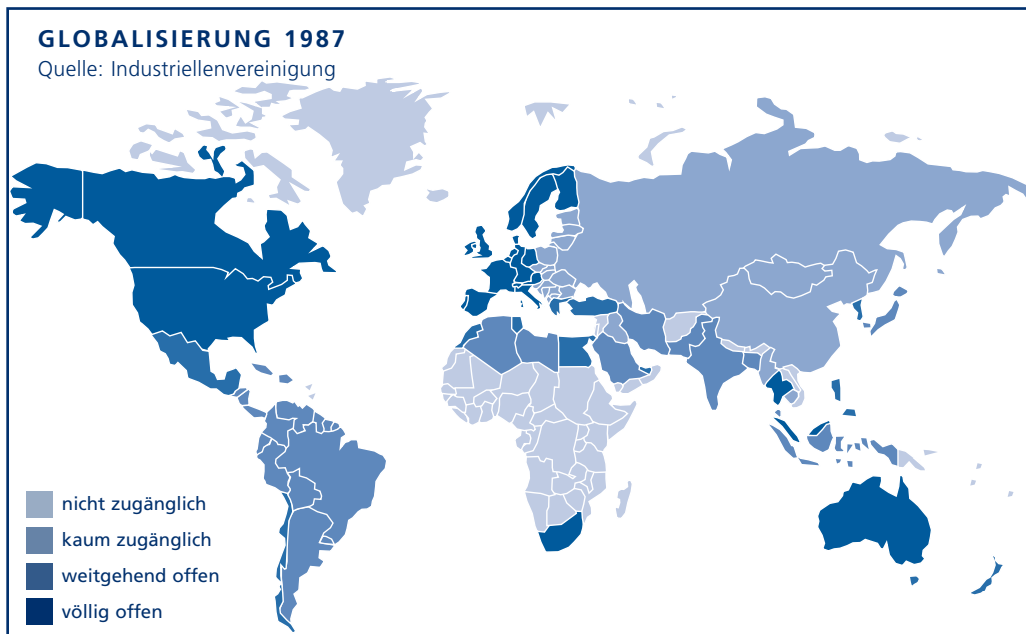 GLOBALISIERUNG 1987
Quelle: Industriellenvereinigung
nicht zugänglich
kaum zugänglich
weitgehend offen
völlig offen